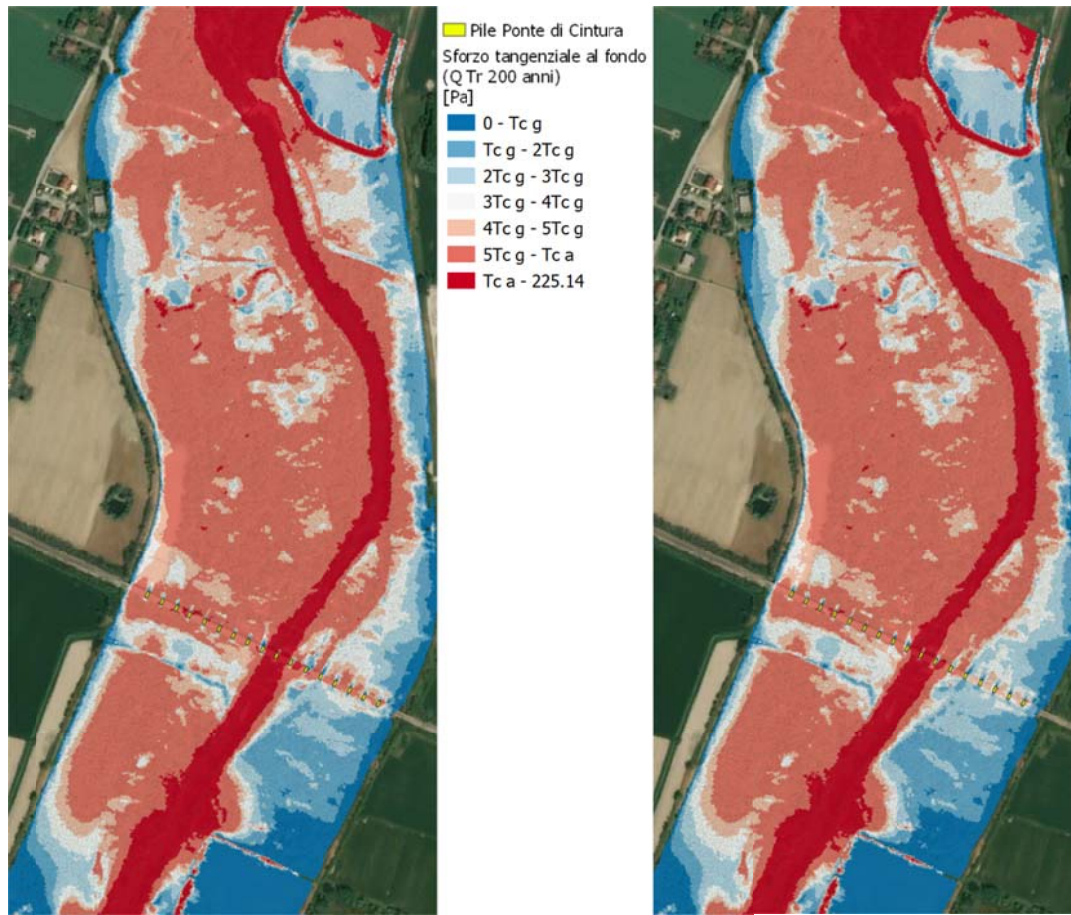 Pile Ponte di Cintura
Sforzo tangenziale al fondo
(Q Tr 200 anni)
[Pa]
0 - Tc g
Tc g - 2Tc g
2Tc g - 3Tc g
3Tc g - 4Tc g
4Tc g - 5Tc g
5Tc g - Tc a
Tc a - 225.14